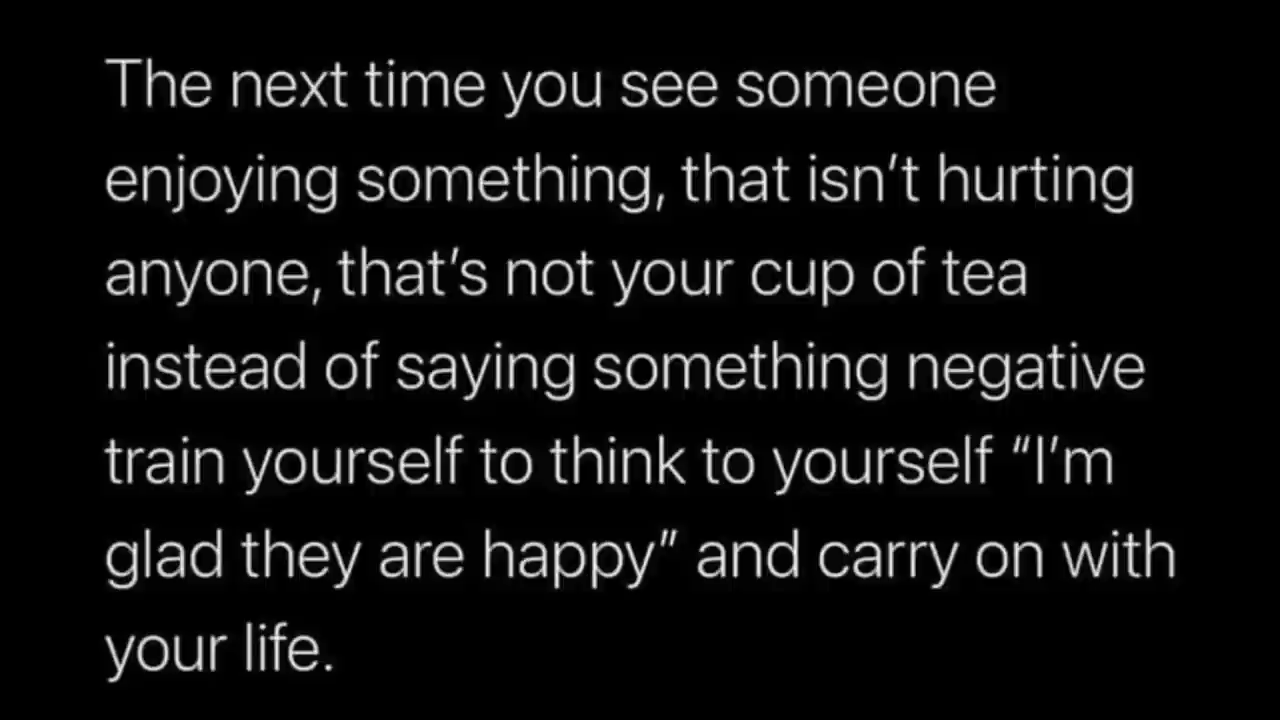 The next time you see someone
enjoying something, that isn’t hurting
anyone, that’s not your cup of tea
instead of saying something negative
train yourself to think to yourself “I’m
glad they are happy” and carry on with
your life.